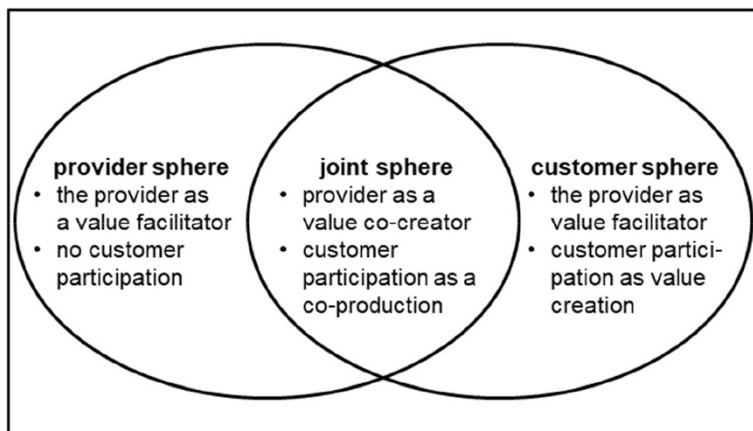 provider sphere
• the provider as
a value facilitator
• no customer
participation
joint sphere
• provider as a
value co-creator
• customer
participation as a
co-production
customer sphere
• the provider as
value facilitator
• customer partici-
pation as value
creation